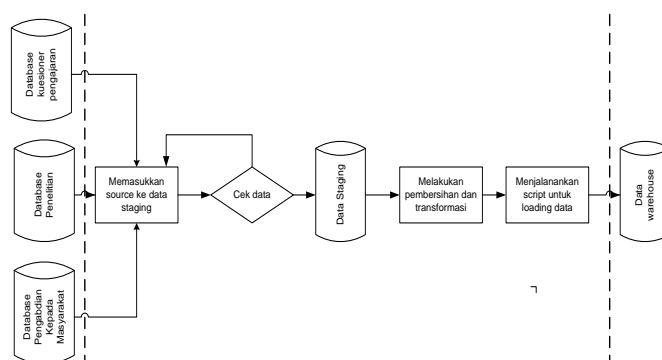 Database
kuesioner
pengajaran
Database
Penelitian
Database
Pengabdian
Kepada
Masyarakat
Memasukkan
source ke data
staging
Cek data
Data Staging
Melakukan
pembersihan dan
transformasi
Menjalanankan
script untuk
loading data
Data
warehouse